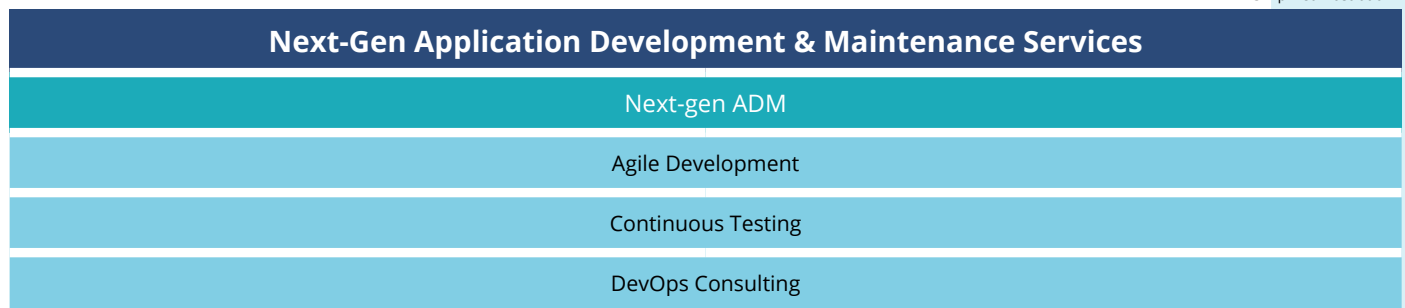 Next-Gen Application Development & Maintenance Services
Next-gen ADM
Agile Development
Continuous Testing
DevOps Consulting